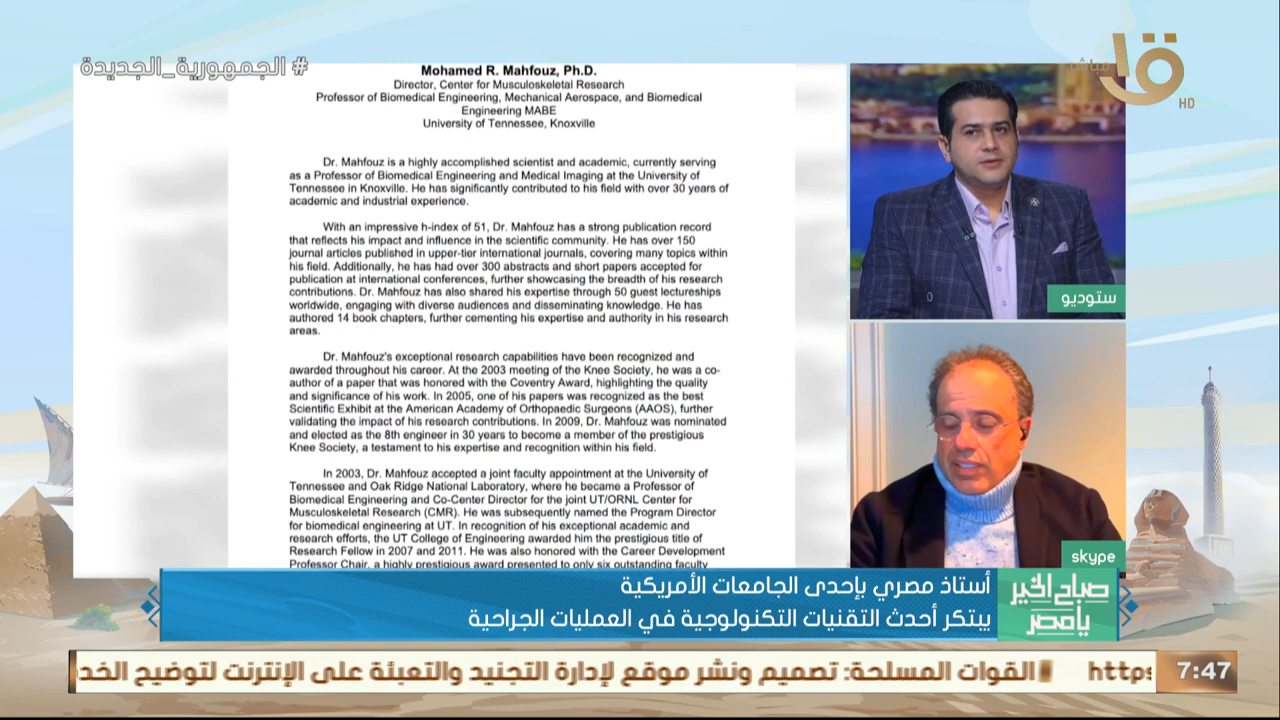 # الجمهورية_الجديدة
مباشر
HD
Mohamed R. Mahfouz, Ph.D.
Director, Center for Musculoskeletal Research
Professor of Biomedical Engineering, Mechanical Aerospace, and Biomedical
Engineering MABE
University of Tennessee, Knoxville
Dr. Mahfouz is a highly accomplished scientist and academic, currently serving
as a Professor of Biomedical Engineering and Medical Imaging at the University of
Tennessee in Knoxville. He has significantly contributed to his field with over 30 years of
academic and industrial experience.
With an impressive h-index of 51, Dr. Mahfouz has a strong publication record
that reflects his impact and influence in the scientific community. He has over 150
journal articles published in upper-tier international journals, covering many topics within
his field. Additionally, he has had over 300 abstracts and short papers accepted for
publication at international conferences, further showcasing the breadth of his research
contributions. Dr. Mahfouz has also shared his expertise through 50 guest lectureships
worldwide, engaging with diverse audiences and disseminating knowledge. He has
authored 14 book chapters, further cementing his expertise and authority in his research
areas.
Dr. Mahfouz's exceptional research capabilities have been recognized and
awarded throughout his career. At the 2003 meeting of the Knee Society, he was a co-
author of a paper that was honored with the Coventry Award, highlighting the quality
and significance of his work. In 2005, one of his papers was recognized as the best
Scientific Exhibit at the American Academy of Orthopaedic Surgeons (AAOS), further
validating the impact of his research contributions. In 2009, Dr. Mahfouz was nominated
and elected as the 8th engineer in 30 years to become a member of the prestigious
Knee Society, a testament to his expertise and recognition within his field.
In 2003, Dr. Mahfouz accepted a joint faculty appointment at the University of
Tennessee and Oak Ridge National Laboratory, where he became a Professor of
Biomedical Engineering and Co-Center Director for the joint UT/ORNL Center for
Musculoskeletal Research (CMR). He was subsequently named the Program Director
for biomedical engineering at UT. In recognition of his exceptional academic and
research efforts, the UT College of Engineering awarded him the prestigious title of
Research Fellow in 2007 and 2011. He was also honored with the Career Development
Professor Chair, a highly prestigious award presented to only six outstanding faculty
ستوديو
skype
صباح الخير
يا مصر
أستاذ مصري بإحدى الجامعات الأمريكية
يبتكر أحدث التقنيات التكنولوجية في العمليات الجراحية
https القوات المسلحة: تصميم ونشر موقع لإدارة التجنيد والتعبئة على الإنترنت لتوضيح الخد
7:47